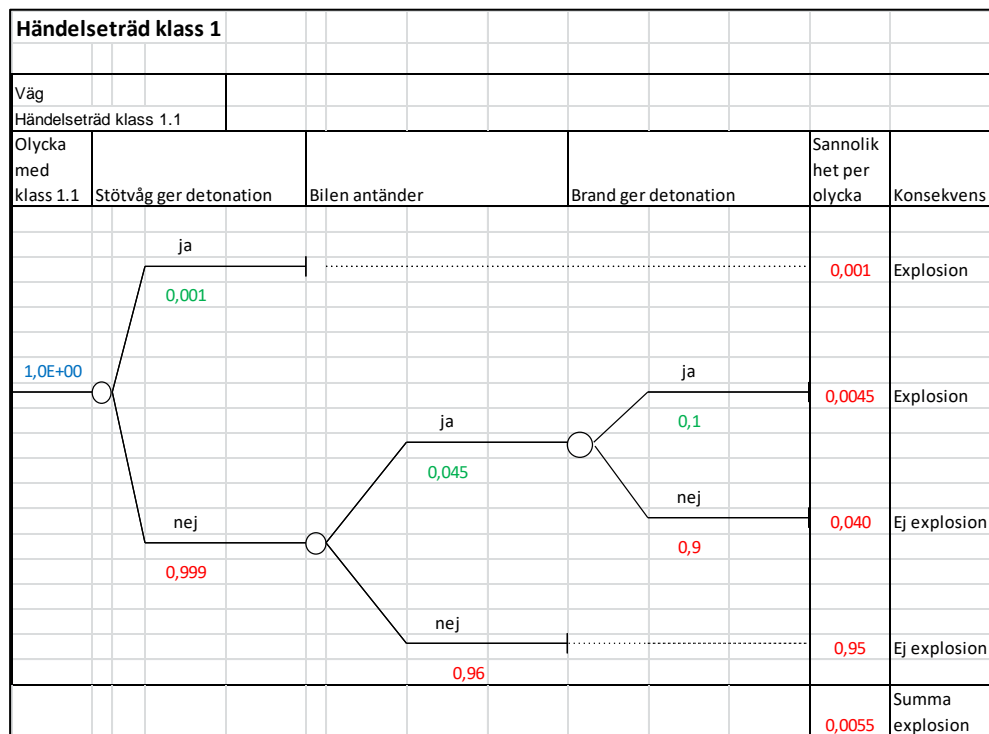 Händelseträd klass 1
Väg
Händelseträd klass 1.1
Olycka
med
klass 1.1
Stötvåg ger detonation
Bilen antänder
Brand ger detonation
Sannolik
het per
olycka
Konsekvens
ja
0,001
0,001
Explosion
1,0E+00
ja
0,1
0,0045
Explosion
ja
0,045
nej
0,9
0,040
Ej explosion
nej
0,999
nej
0,96
0,95
Ej explosion
Summa
explosion
0,0055